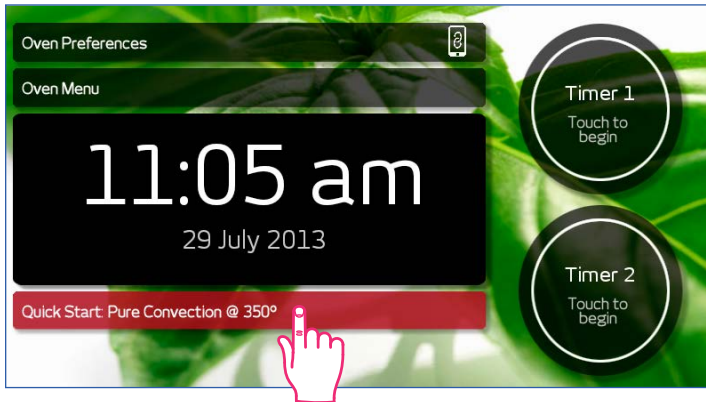 Oven Preferences
Oven Menu
11:05 am
29 July 2013
Quick Start: Pure Convection @ 350°
Timer 1
Touch to
begin
Timer 2
Touch to
begin